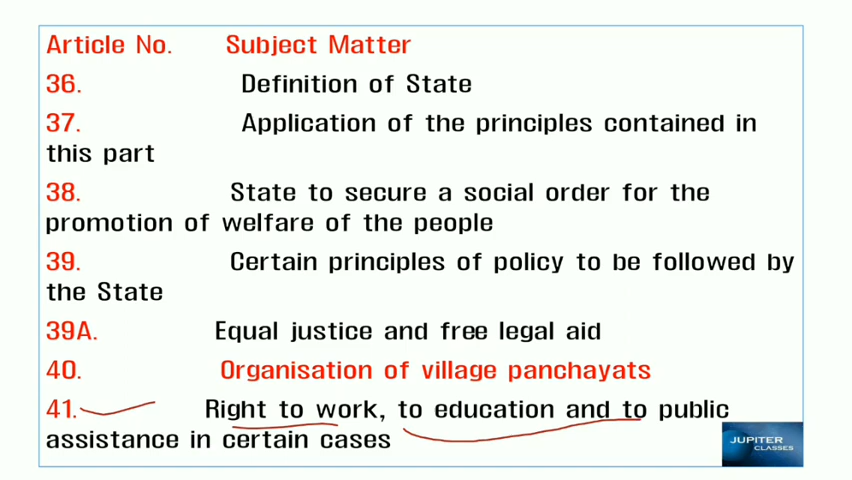 Article No. Subject Matter
36. Definition of State
37. Application of the principles contained in
this part
38. State to secure a social order for the
promotion of welfare of the people
39. Certain principles of policy to be followed by
the State
39A. Equal justice and free legal aid
40. Organisation of village panchayats
41. Right to work, to education and to public
assistance in certain cases
JUPITER
CLASSES